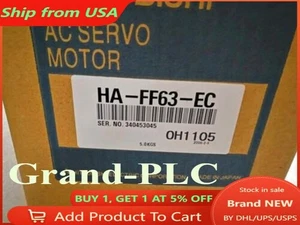 Ship from USA
AC SERVO
MOTOR
HA-FF63-EC
SER. NO. 340453045
OH1105
Grand-PLC
BUY 1, GET 1 AT 5% OFF
Add Product To Cart
Stock in sale
Brand New
BY DHL/UPS/USPS